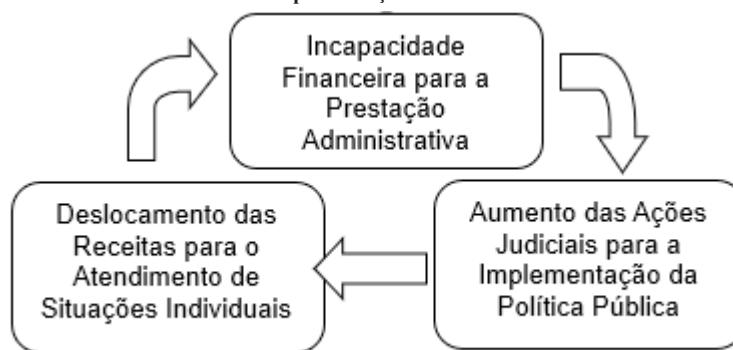 Incapacidade
Financeira para a
Prestação
Administrativa
Aumento das Ações
Judiciais para a
Implementação da
Política Pública
Deslocamento das
Receitas para o
Atendimento de
Situações Individuais